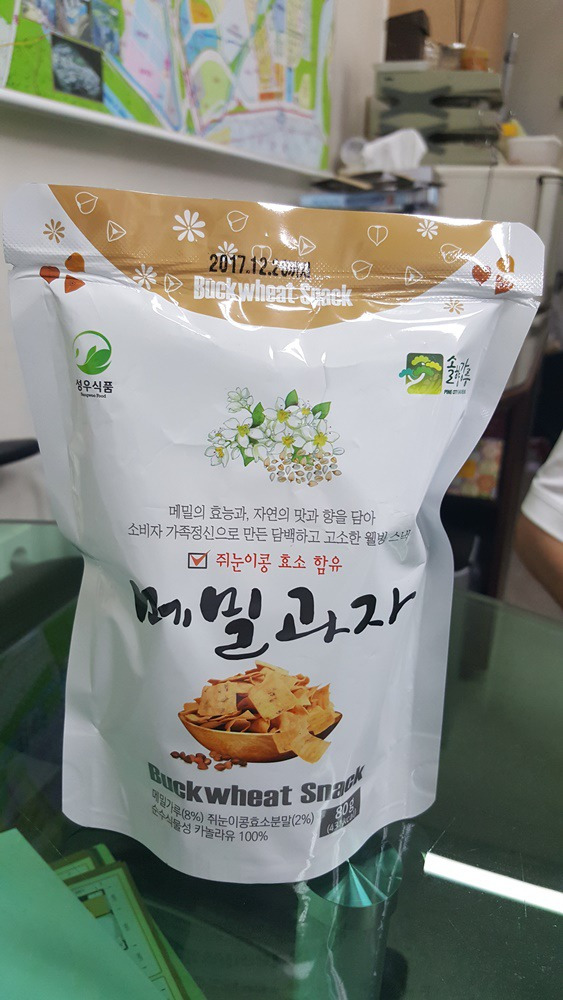 2017.12.
Buckwheat Snack
성우식품
솔향가득
메밀의 효능과, 자연의 맛과 향을 담아
소비자 가족정신으로 만든 담백하고 고소한 웰빙 스낵
쥐눈이콩 효소 함유
메밀과자
Buckwheat Snack
메밀가루(8%) 쥐눈이콩효소분말(2%)
순수식물성 카놀라유 100%
80g